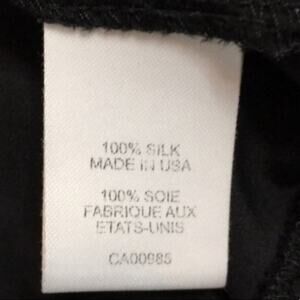 100% SILK
MADE IN USA
100% SOIE
FABRIQUE AUX
ETATS-UNIS
CA00985